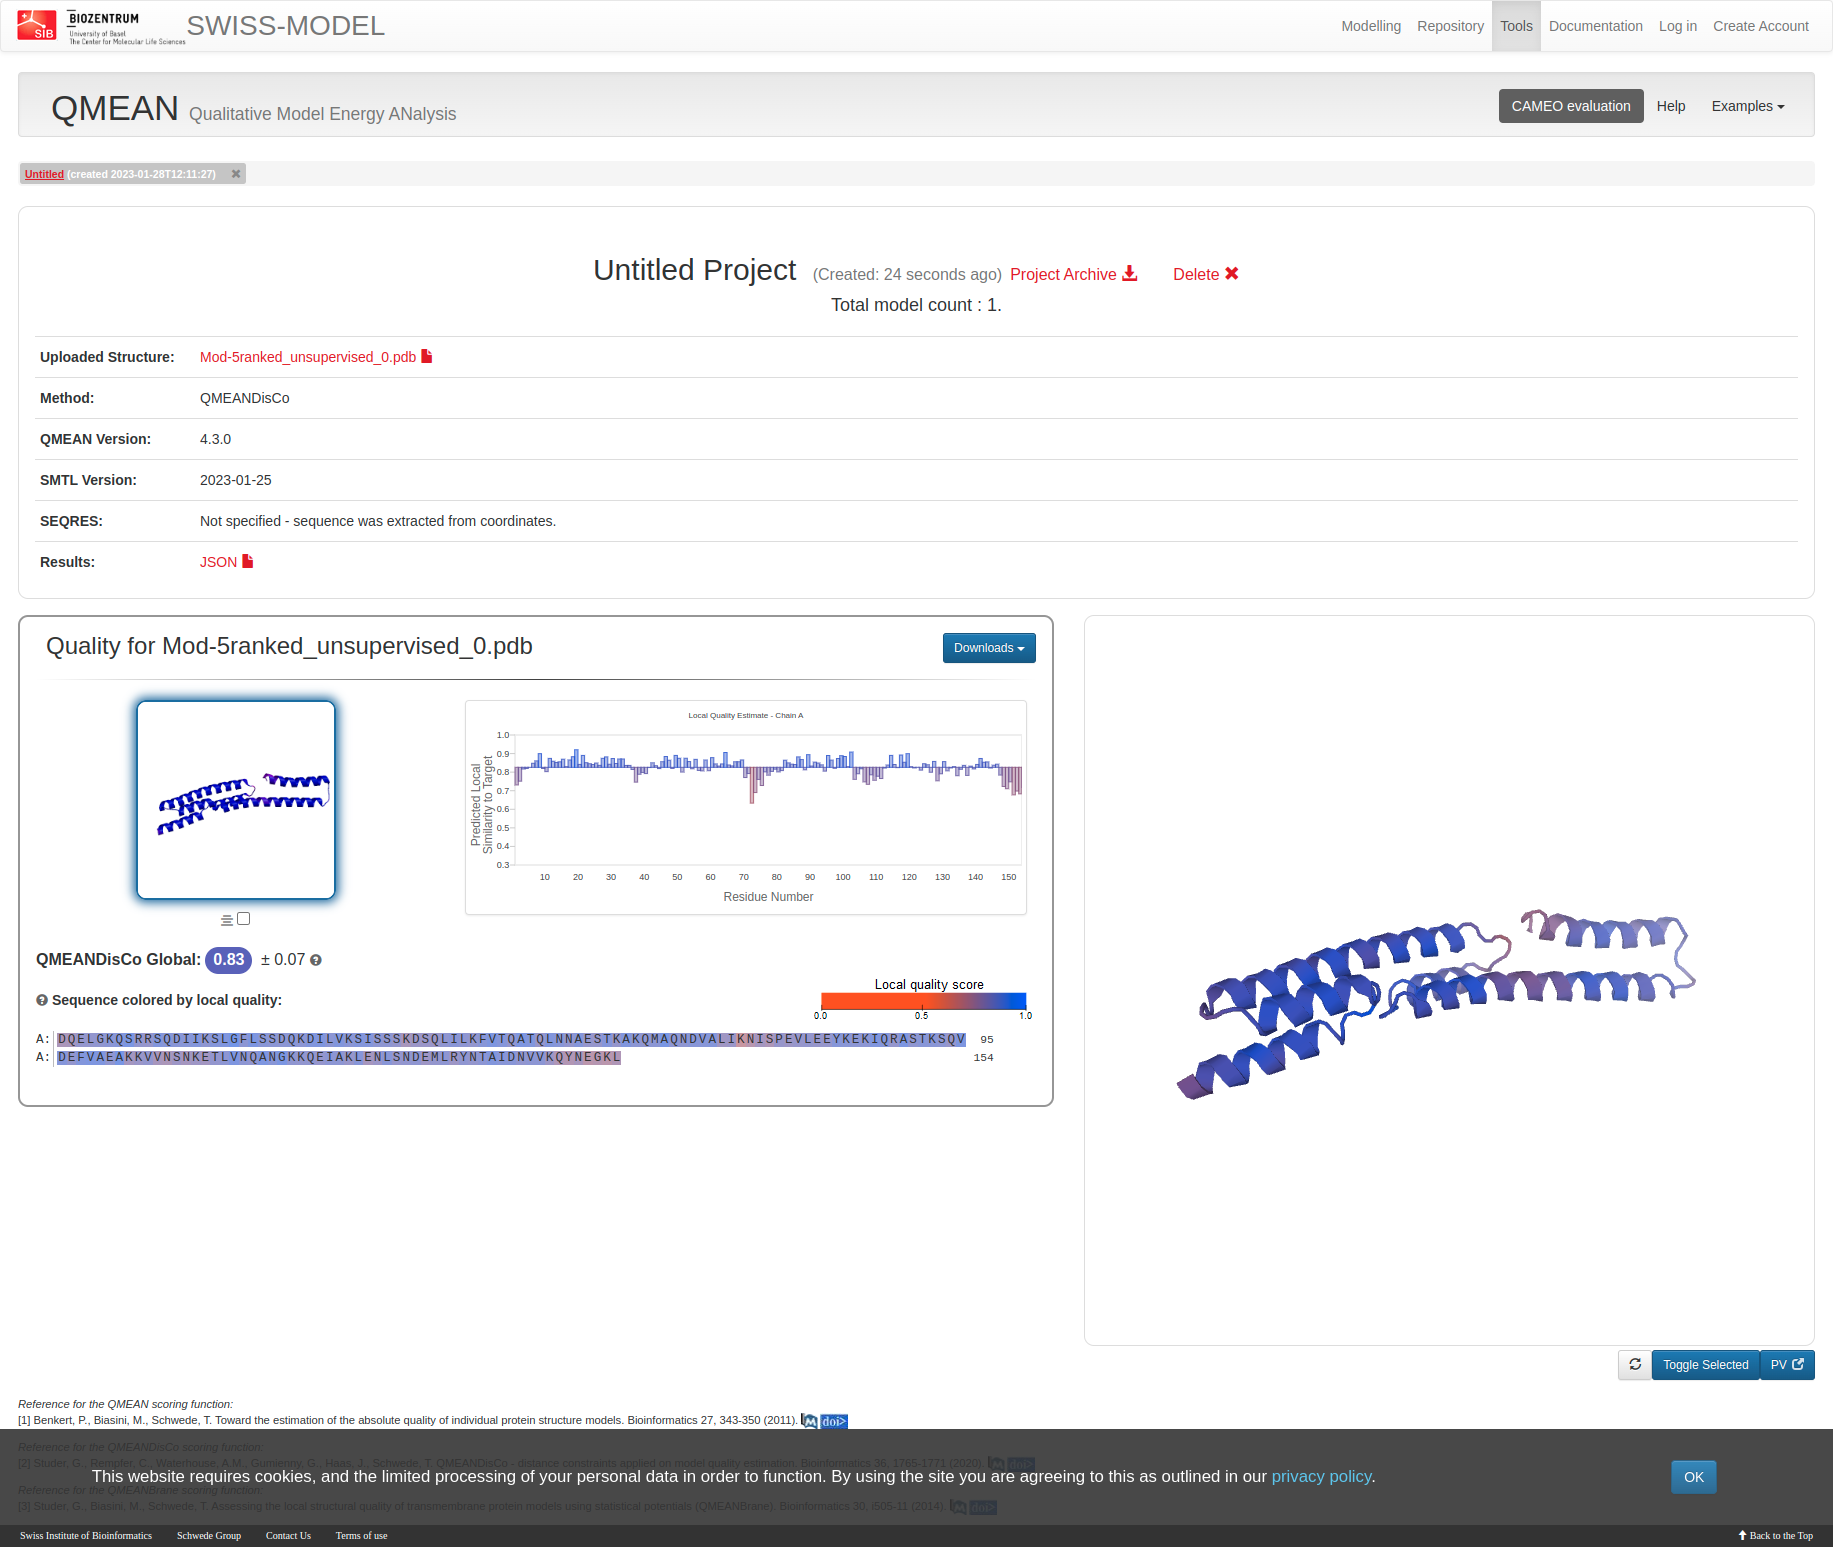 SIB
BIOZENTRUM
University of Basel
The Center for Molecular Life Sciences
SWISS-MODEL
Modelling
Repository
Tools
Documentation
Log in
Create Account
QMEAN Qualitative Model Energy ANalysis
CAMEO evaluation
Help
Examples
Untitled (created 2023-01-28T12:11:27)
Untitled Project (Created: 24 seconds ago) Project Archive Delete
Total model count : 1.
Uploaded Structure: Mod-5ranked_unsupervised_0.pdb
Method: QMEANDisCo
QMEAN Version: 4.3.0
SMTL Version: 2023-01-25
SEQRES: Not specified - sequence was extracted from coordinates.
Results: JSON
Quality for Mod-5ranked_unsupervised_0.pdb
Downloads
Local Quality Estimate - Chain A
Predicted Local
Similarity to Target
1.0
0.9
0.8
0.7
0.6
0.5
0.4
0.3
10 20 30 40 50 60 70 80 90 100 110 120 130 140 150
Residue Number
QMEANDisCo Global: 0.83 ± 0.07
Sequence colored by local quality:
Local quality score
0.0 0.5 1.0
A: DQELGKQSRRSQDIIKSLGFLSSDQKDILVKSISSSKDSQLILKFVTQATQLNNAESTKAKQMAQNDVALIKNISPEVLEEYKEKIQRASTKSQV 95
A: DEFVAEAKKVVNSNKETLVNQANGKKQEIAKLENLSNDEMLRYNTAIDNVVKQYNEGKL 154
Toggle Selected
PV
Reference for the QMEAN scoring function:
[1] Benkert, P., Biasini, M., Schwede, T. Toward the estimation of the absolute quality of individual protein structure models. Bioinformatics 27, 343-350 (2011). M doi>
Reference for the QMEANDisCo scoring function:
[2] Studer, G., Rempfer, C., Waterhouse, A.M., Gumienny, G., Haas, J., Schwede, T. QMEANDisCo - distance constraints applied on model quality estimation. Bioinformatics 36, 1765-1771 (2020). M doi>
This website requires cookies, and the limited processing of your personal data in order to function. By using the site you are agreeing to this as outlined in our privacy policy.
OK
Reference for the QMEANBrane scoring function:
[3] Studer, G., Biasini, M., Schwede, T. Assessing the local structural quality of transmembrane protein models using statistical potentials (QMEANBrane). Bioinformatics 30, i505-11 (2014). M doi>
Swiss Institute of Bioinformatics
Schwede Group
Contact Us
Terms of use
Back to the Top